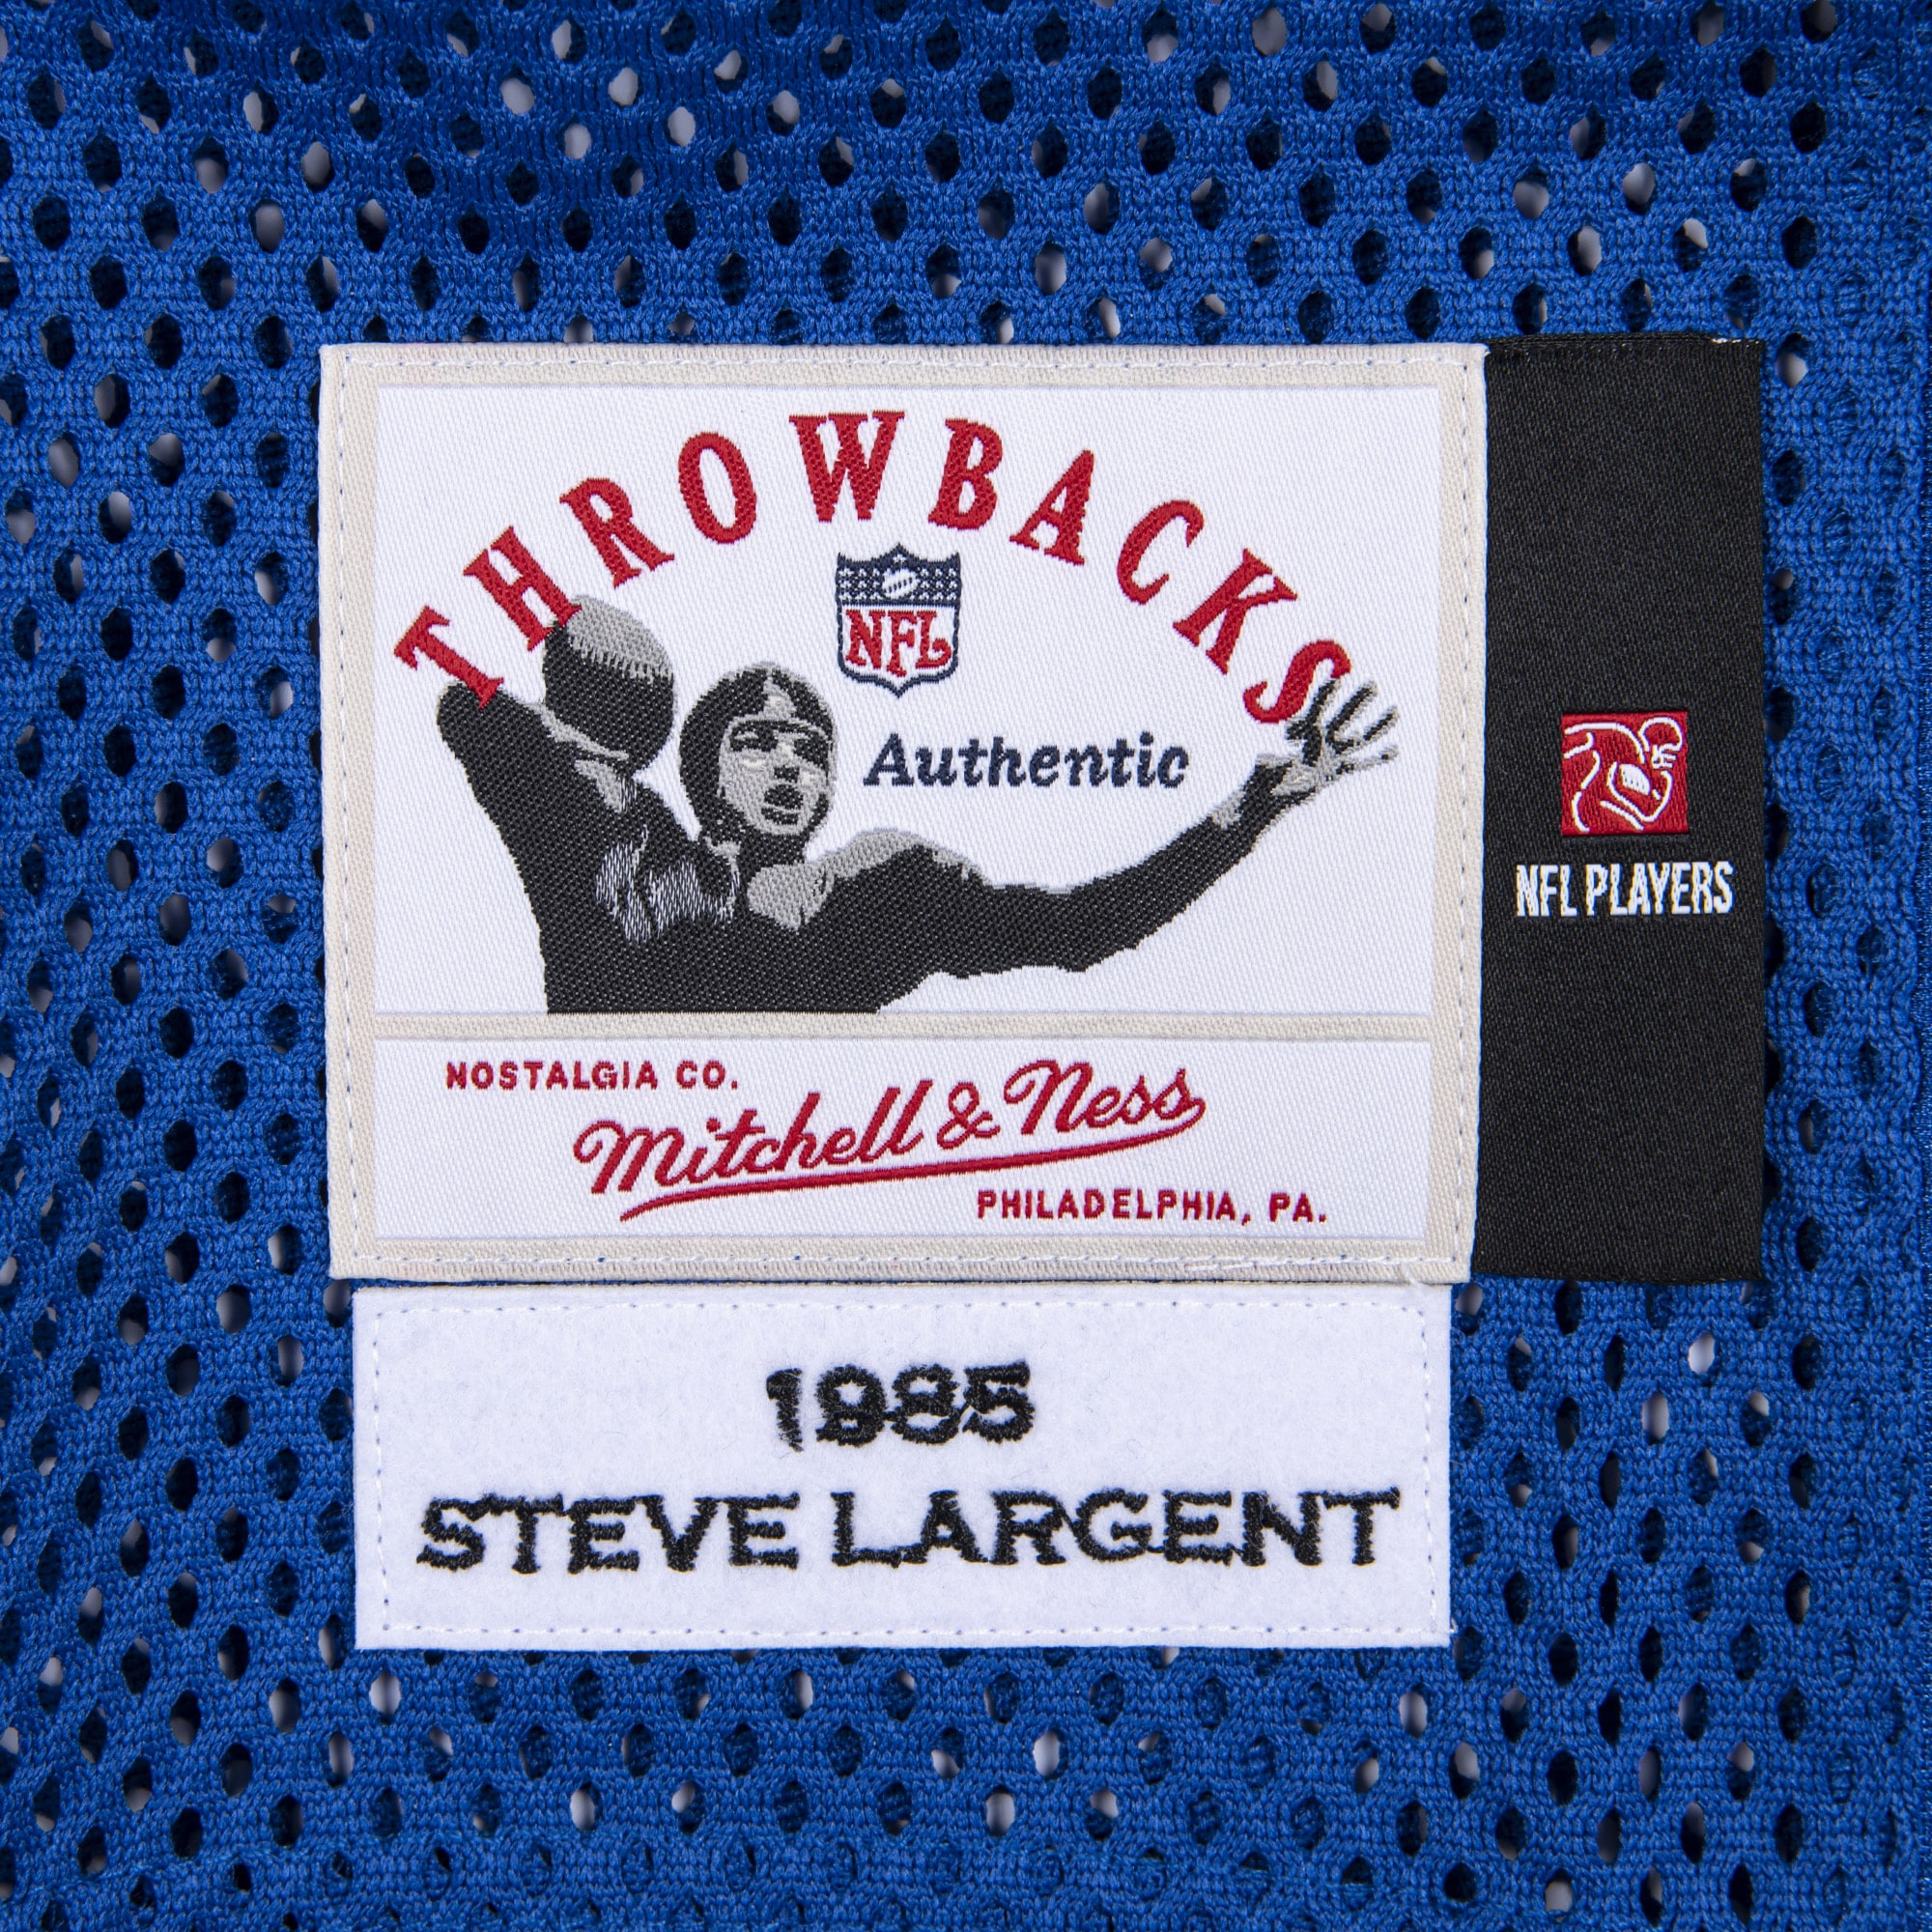 THROWBACKS
NFL
Authentic
NFL PLAYERS
NOSTALGIA CO.
Mitchell & Ness
PHILADELPHIA, PA.
1985
STEVE LARGENT